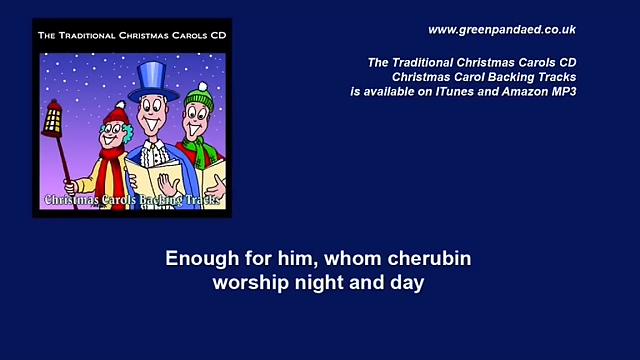 The Traditional Christmas Carols CD
Christmas Carols Backing Tracks
www.greenpandaed.co.uk
The Traditional Christmas Carols CD
Christmas Carol Backing Tracks
is available on ITunes and Amazon MP3
Enough for him, whom cherubin
worship night and day